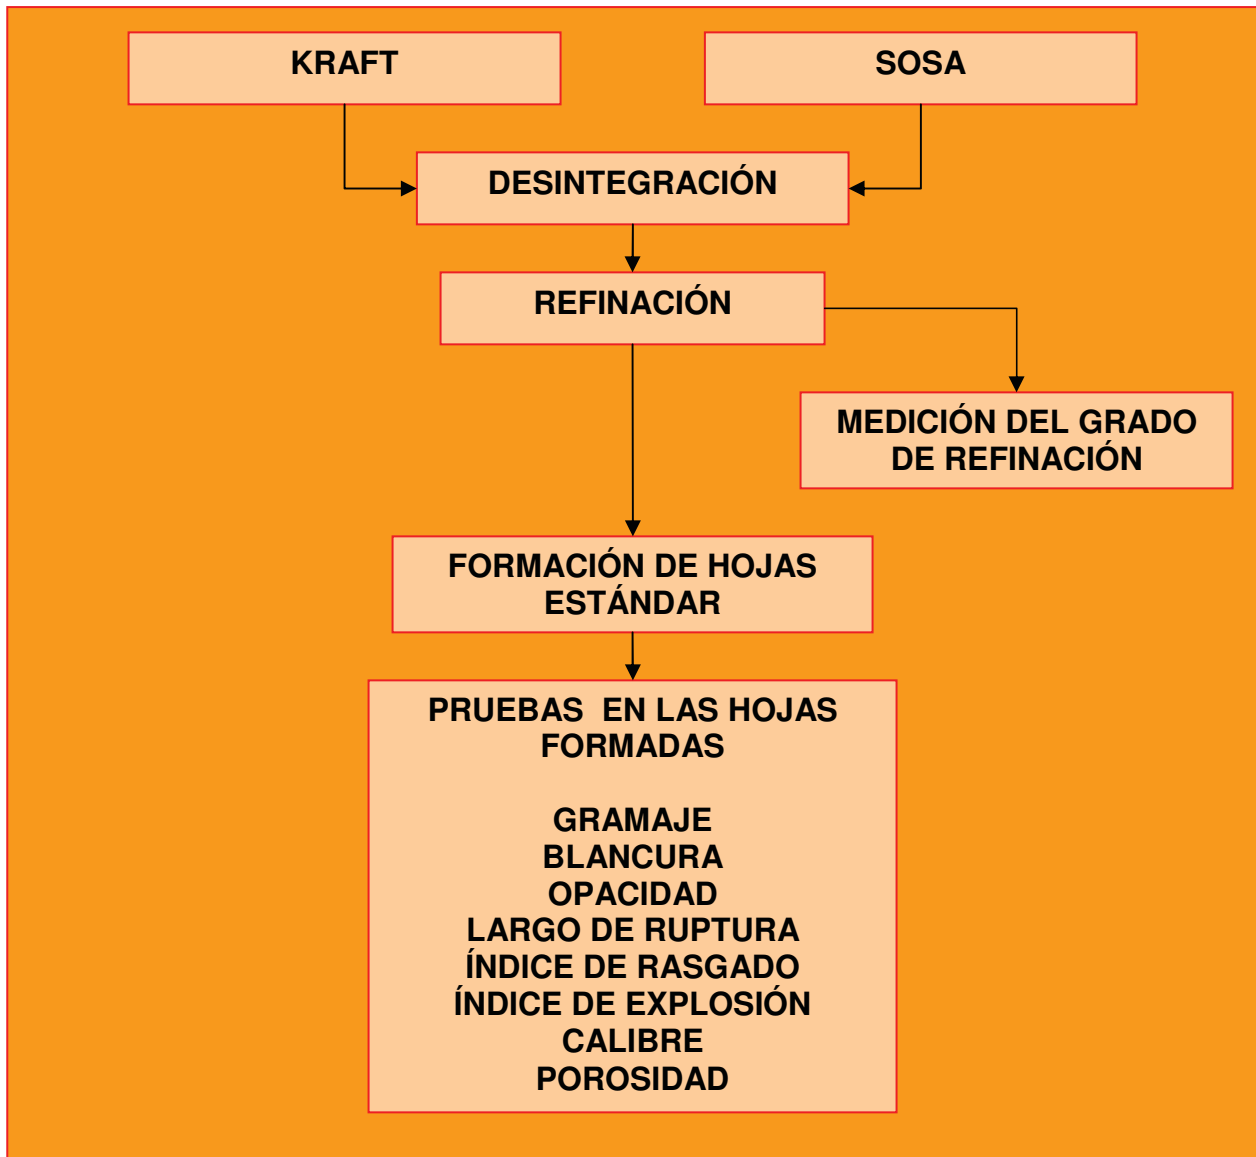 KRAFT
SOSA
DESINTEGRACIÓN
REFINACIÓN
MEDICIÓN DEL GRADO
DE REFINACIÓN
FORMACIÓN DE HOJAS
ESTÁNDAR
PRUEBAS EN LAS HOJAS
FORMADAS
GRAMAJE
BLANCURA
OPACIDAD
LARGO DE RUPTURA
ÍNDICE DE RASGADO
ÍNDICE DE EXPLOSIÓN
CALIBRE
POROSIDAD